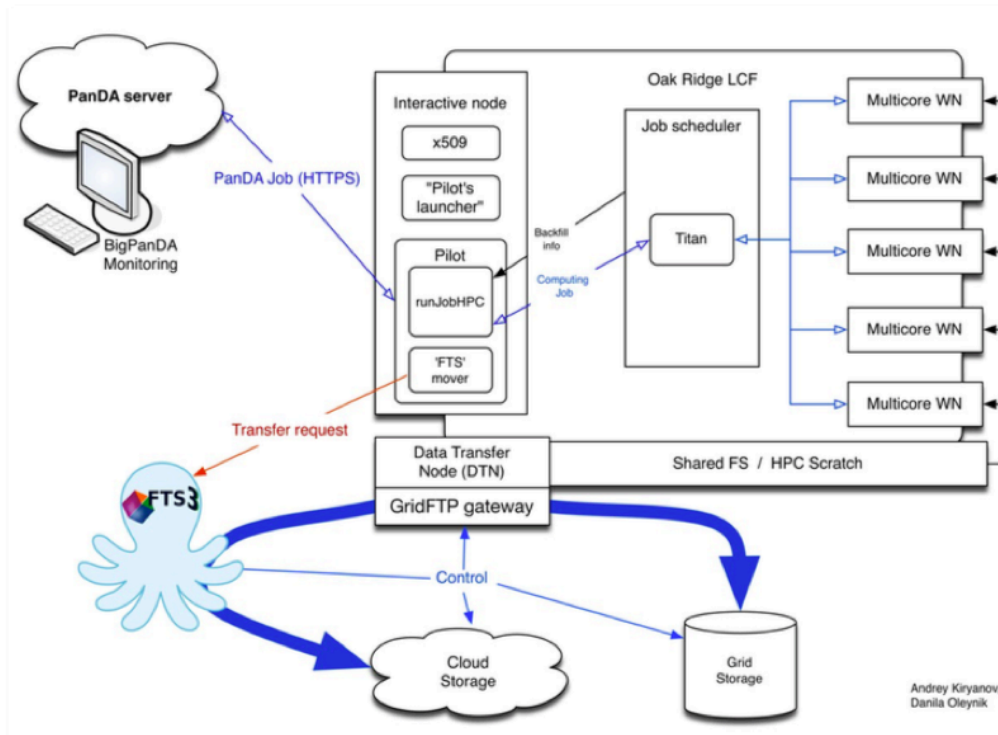 PanDA server
BigPanDA
Monitoring
PanDA Job (HTTPS)
Interactive node
x509
"Pilot's
launcher"
Pilot
runJobHPC
'FTS'
mover
Backfill
info
Computing
Job
Oak Ridge LCF
Job scheduler
Titan
Multicore WN
Multicore WN
Multicore WN
Multicore WN
Multicore WN
Transfer request
Data Transfer
Node (DTN)
GridFTP gateway
Shared FS / HPC Scratch
FTS3
Control
Cloud
Storage
Grid
Storage
Andrey Kiryanov
Danila Oleynik